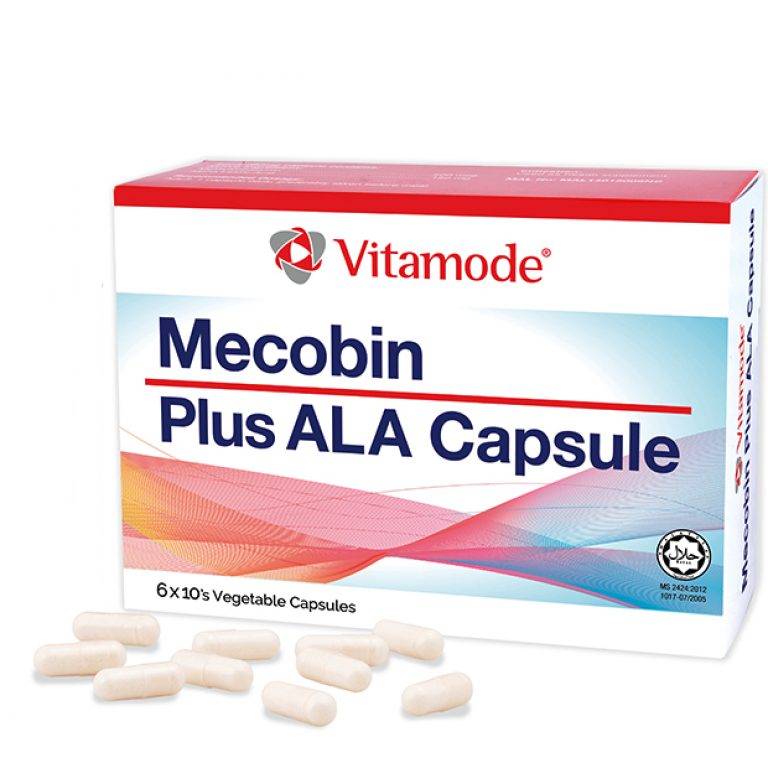 Vitamode®
Mecobin
Plus ALA Capsule
6 x 10's Vegetable Capsules
حلال
MS 2424:2012
1017-07/2005
Vitamode®
Mecobin Plus ALA Capsule